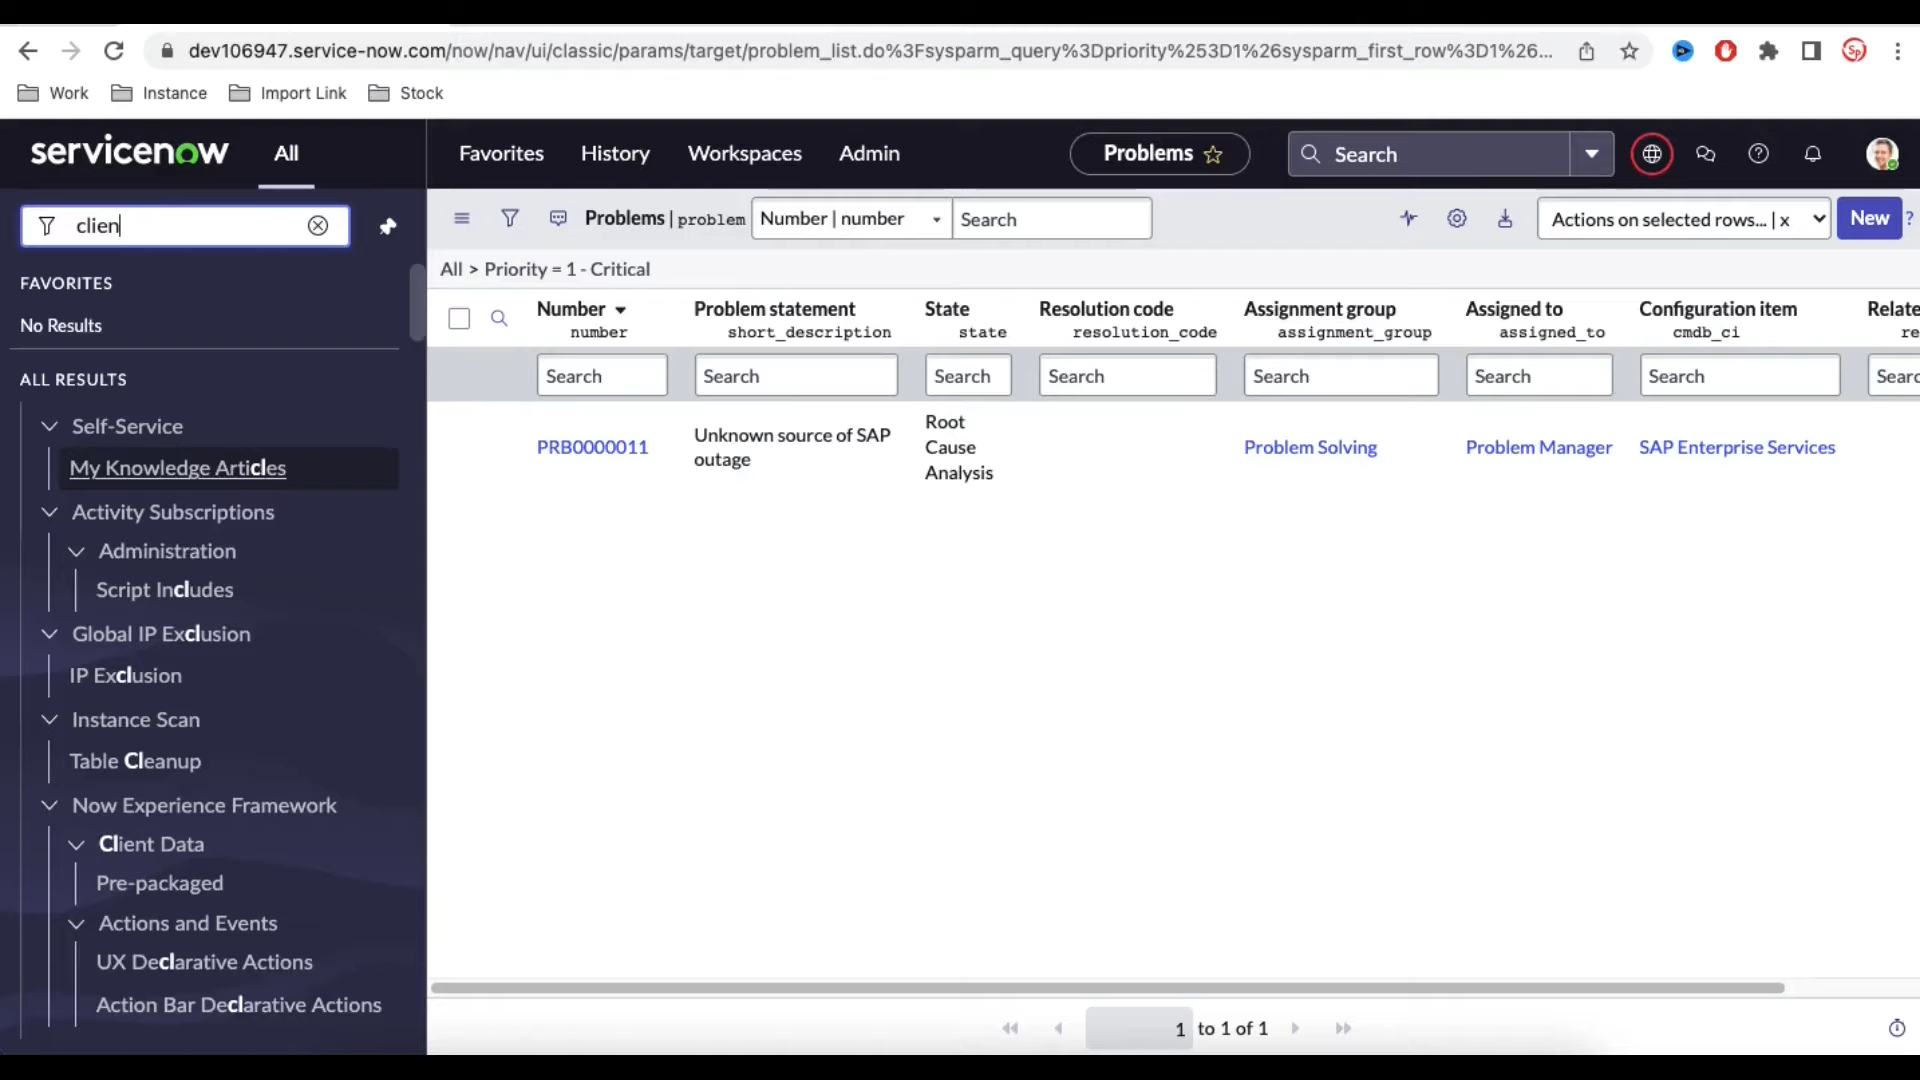 dev106947.service-now.com/now/nav/ui/classic/params/target/problem_list.do%3Fsysparm_query%3Dpriority%253D1%26sysparm_first_row%3D1%26...
Sp
Work Instance Import Link Stock
servicenow All Favorites History Workspaces Admin Problems Search
clien
Problems | problem Number | number Search Actions on selected rows... | x New ?
FAVORITES
No Results
All > Priority = 1 - Critical
Number Problem statement State Resolution code Assignment group Assigned to Configuration item Relate
number short_description state resolution_code assignment_group assigned_to cmdb_ci re
Search Search Search Search Search Search Search Searc
PRB0000011 Unknown source of SAP outage Root Cause Analysis Problem Solving Problem Manager SAP Enterprise Services
ALL RESULTS
Self-Service
My Knowledge Articles
Activity Subscriptions
Administration
Script Includes
Global IP Exclusion
IP Exclusion
Instance Scan
Table Cleanup
Now Experience Framework
Client Data
Pre-packaged
Actions and Events
UX Declarative Actions
Action Bar Declarative Actions
1 to 1 of 1